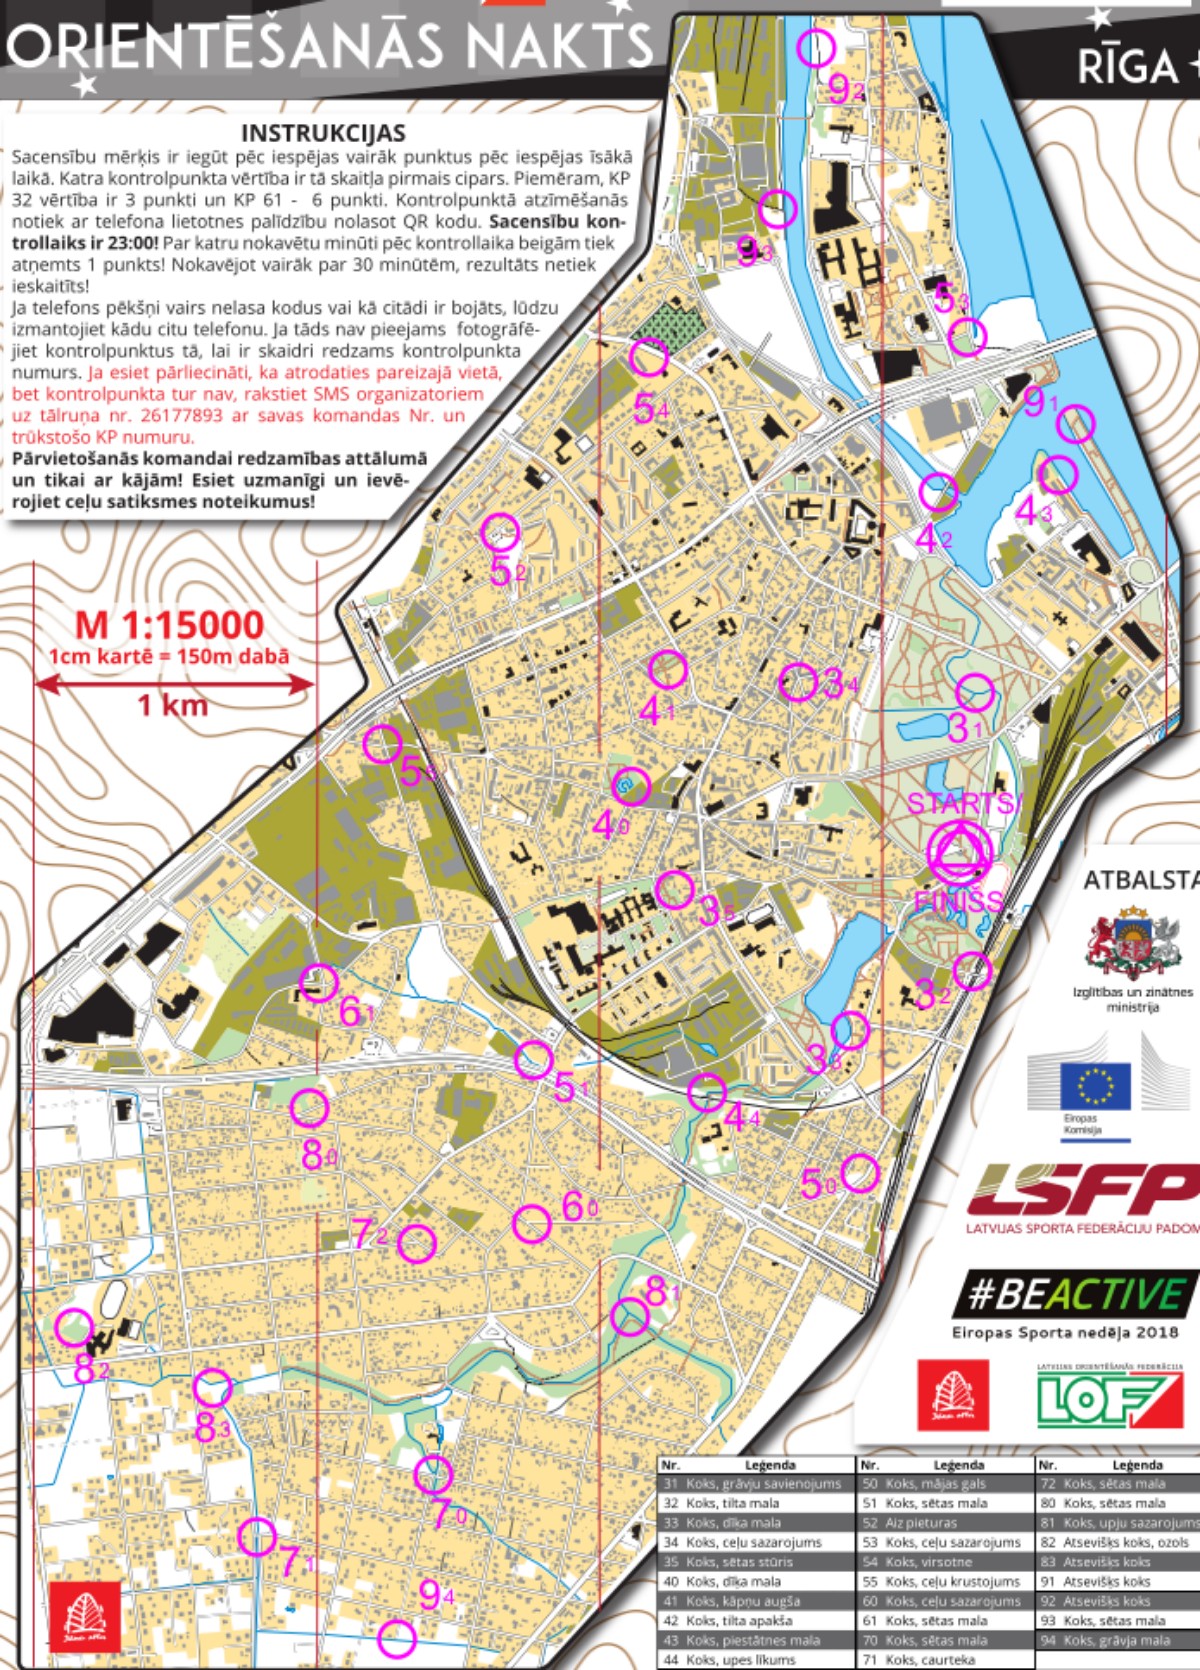 ORIENTĒŠANĀS NAKTS
RĪGA
INSTRUKCIJAS
Sacensību mērķis ir iegūt pēc iespējas vairāk punktus pēc iespējas īsākā
laikā. Katra kontrolpunkta vērtība ir tā skaitļa pirmais cipars. Piemēram, KP
32 vērtība ir 3 punkti un KP 61 - 6 punkti. Kontrolpunktā atzīmēšanās
notiek ar telefona lietotnes palīdzību nolasot QR kodu. Sacensību kon-
trollaiks ir 23:00! Par katru nokavētu minūti pēc kontrollaika beigām tiek
atņemts 1 punkts! Nokavējot vairāk par 30 minūtēm, rezultāts netiek
ieskaitīts!
Ja telefons pēkšņi vairs nelasa kodus vai kā citādi ir bojāts, lūdzu
izmantojiet kādu citu telefonu. Ja tāds nav pieejams fotogrāfē-
jiet kontrolpunktus tā, lai ir skaidri redzams kontrolpunkta
numurs. Ja esiet pārliecināti, ka atrodaties pareizajā vietā,
bet kontrolpunkta tur nav, rakstiet SMS organizatoriem
uz tālruņa nr. 26177893 ar savas komandas Nr. un
trūkstošo KP numuru.
Pārvietošanās komandai redzamības attālumā
un tikai ar kājām! Esiet uzmanīgi un ievē-
rojiet ceļu satiksmes noteikumus!
M 1:15000
1cm kartē = 150m dabā
1 km
92
93
53
54
91
42
43
52
41
34
31
40
STARTS/
FINIŠS
35
32
61
51
44
80
50
60
72
81
82
83
70
71
94
ATBALSTA
Izglītības un zinātnes
ministrija
Eiropas
Komisija
LSFP
LATVIJAS SPORTA FEDERĀCIJU PADOM
#BEACTIVE
Eiropas Sporta nedēļa 2018
LATVIJAS ORIENTĒŠANĀS FEDERĀCIJA
LOF
Nr. Leģenda Nr. Leģenda Nr. Leģenda
31 Koks, grāvju savienojums 50 Koks, mājas gals 72 Koks, sētas mala
32 Koks, tilta mala 51 Koks, sētas mala 80 Koks, sētas mala
33 Koks, dīķa mala 52 Aiz pieturas 81 Koks, upju sazarojums
34 Koks, ceļu sazarojums 53 Koks, ceļu sazarojums 82 Atsevišķs koks, ozols
35 Koks, sētas stūris 54 Koks, virsotne 83 Atsevišķs koks
40 Koks, dīķa mala 55 Koks, ceļu krustojums 91 Atsevišķs koks
41 Koks, kāpņu augša 60 Koks, ceļu sazarojums 92 Atsevišķs koks
42 Koks, tilta apakša 61 Koks, sētas mala 93 Koks, sētas mala
43 Koks, piestātnes mala 70 Koks, sētas mala 94 Koks, grāvja mala
44 Koks, upes līkums 71 Koks, caurteka